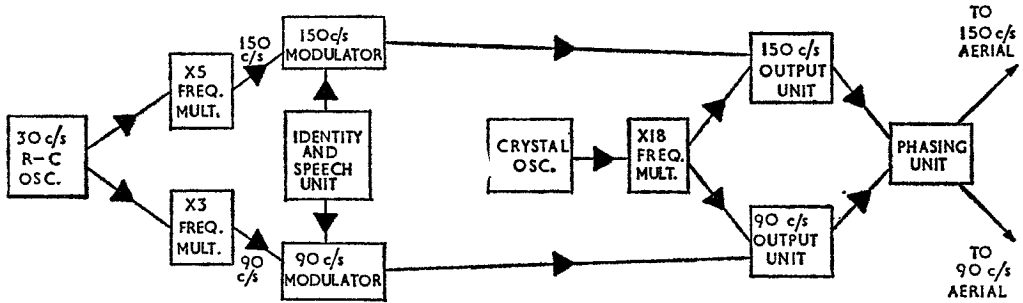 30 c/s
R-C
OSC.
X5
FREQ.
MULT.
150
c/s
150 c/s
MODULATOR
IDENTITY
AND
SPEECH
UNIT
X3
FREQ.
MULT.
90
c/s
90 c/s
MODULATOR
CRYSTAL
OSC.
X18
FREQ.
MULT.
150 c/s
OUTPUT
UNIT
90 c/s
OUTPUT
UNIT
PHASING
UNIT
TO
150 c/s
AERIAL
TO
90 c/s
AERIAL